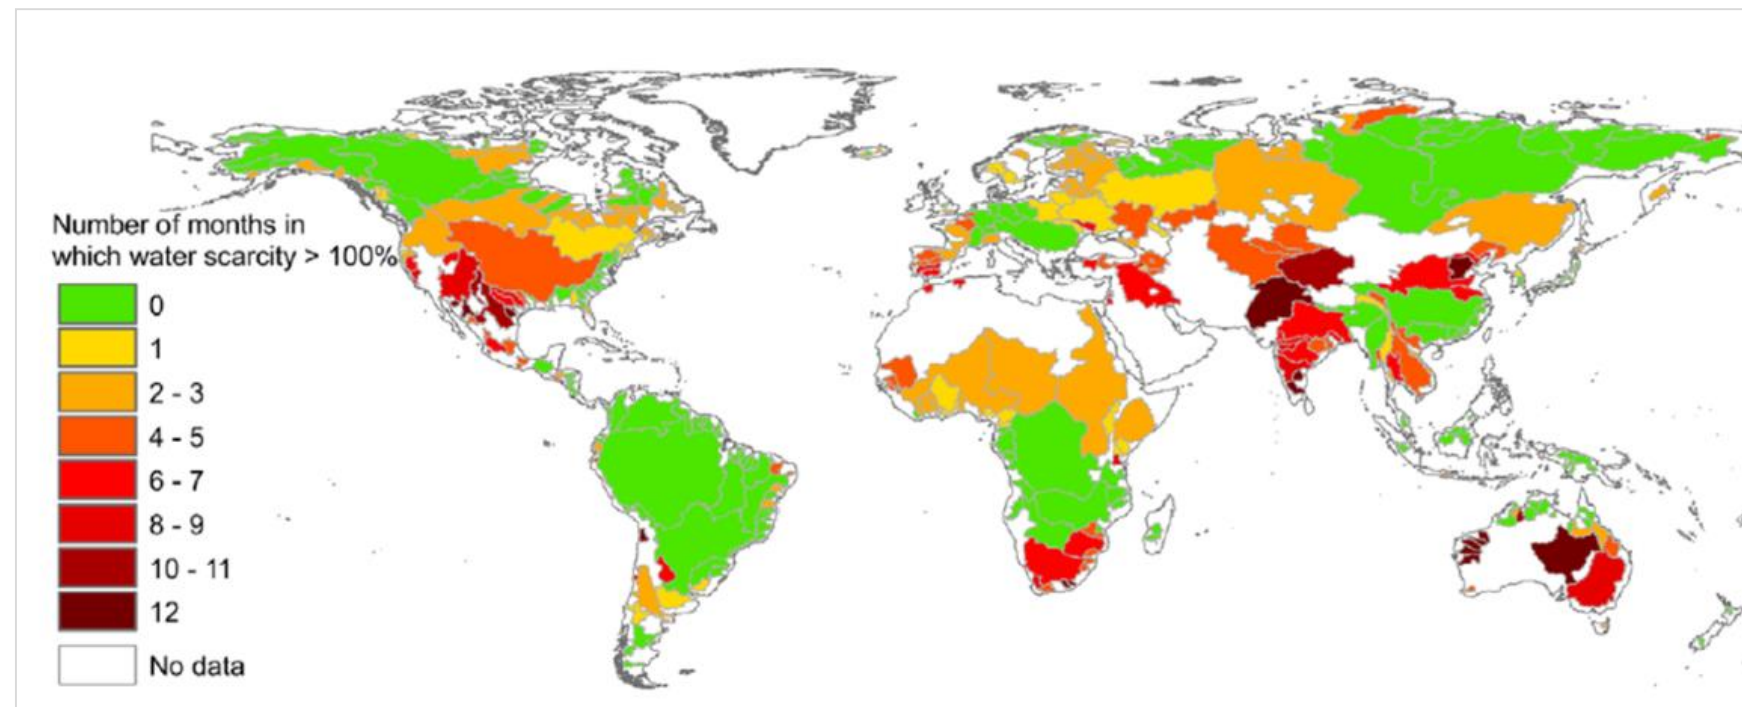 Number of months in
which water scarcity > 100%
0
1
2 - 3
4 - 5
6 - 7
8 - 9
10 - 11
12
No data